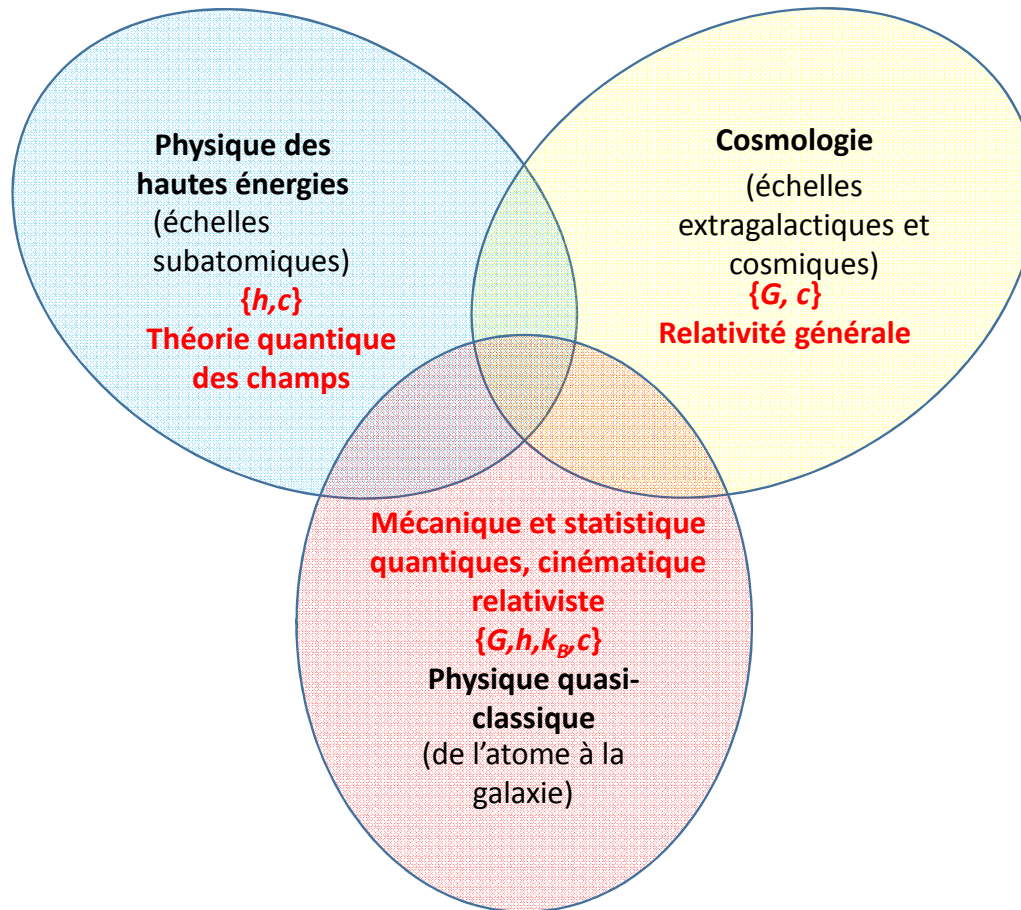 Physique des
hautes énergies
(échelles
subatomiques)
{h,c}
Théorie quantique
des champs
Cosmologie
(échelles
extragalactiques et
cosmiques)
{G, c}
Relativité générale
Mécanique et statistique
quantiques, cinématique
relativiste
{G,h,k_B,c}
Physique quasi-
classique
(de l’atome à la
galaxie)